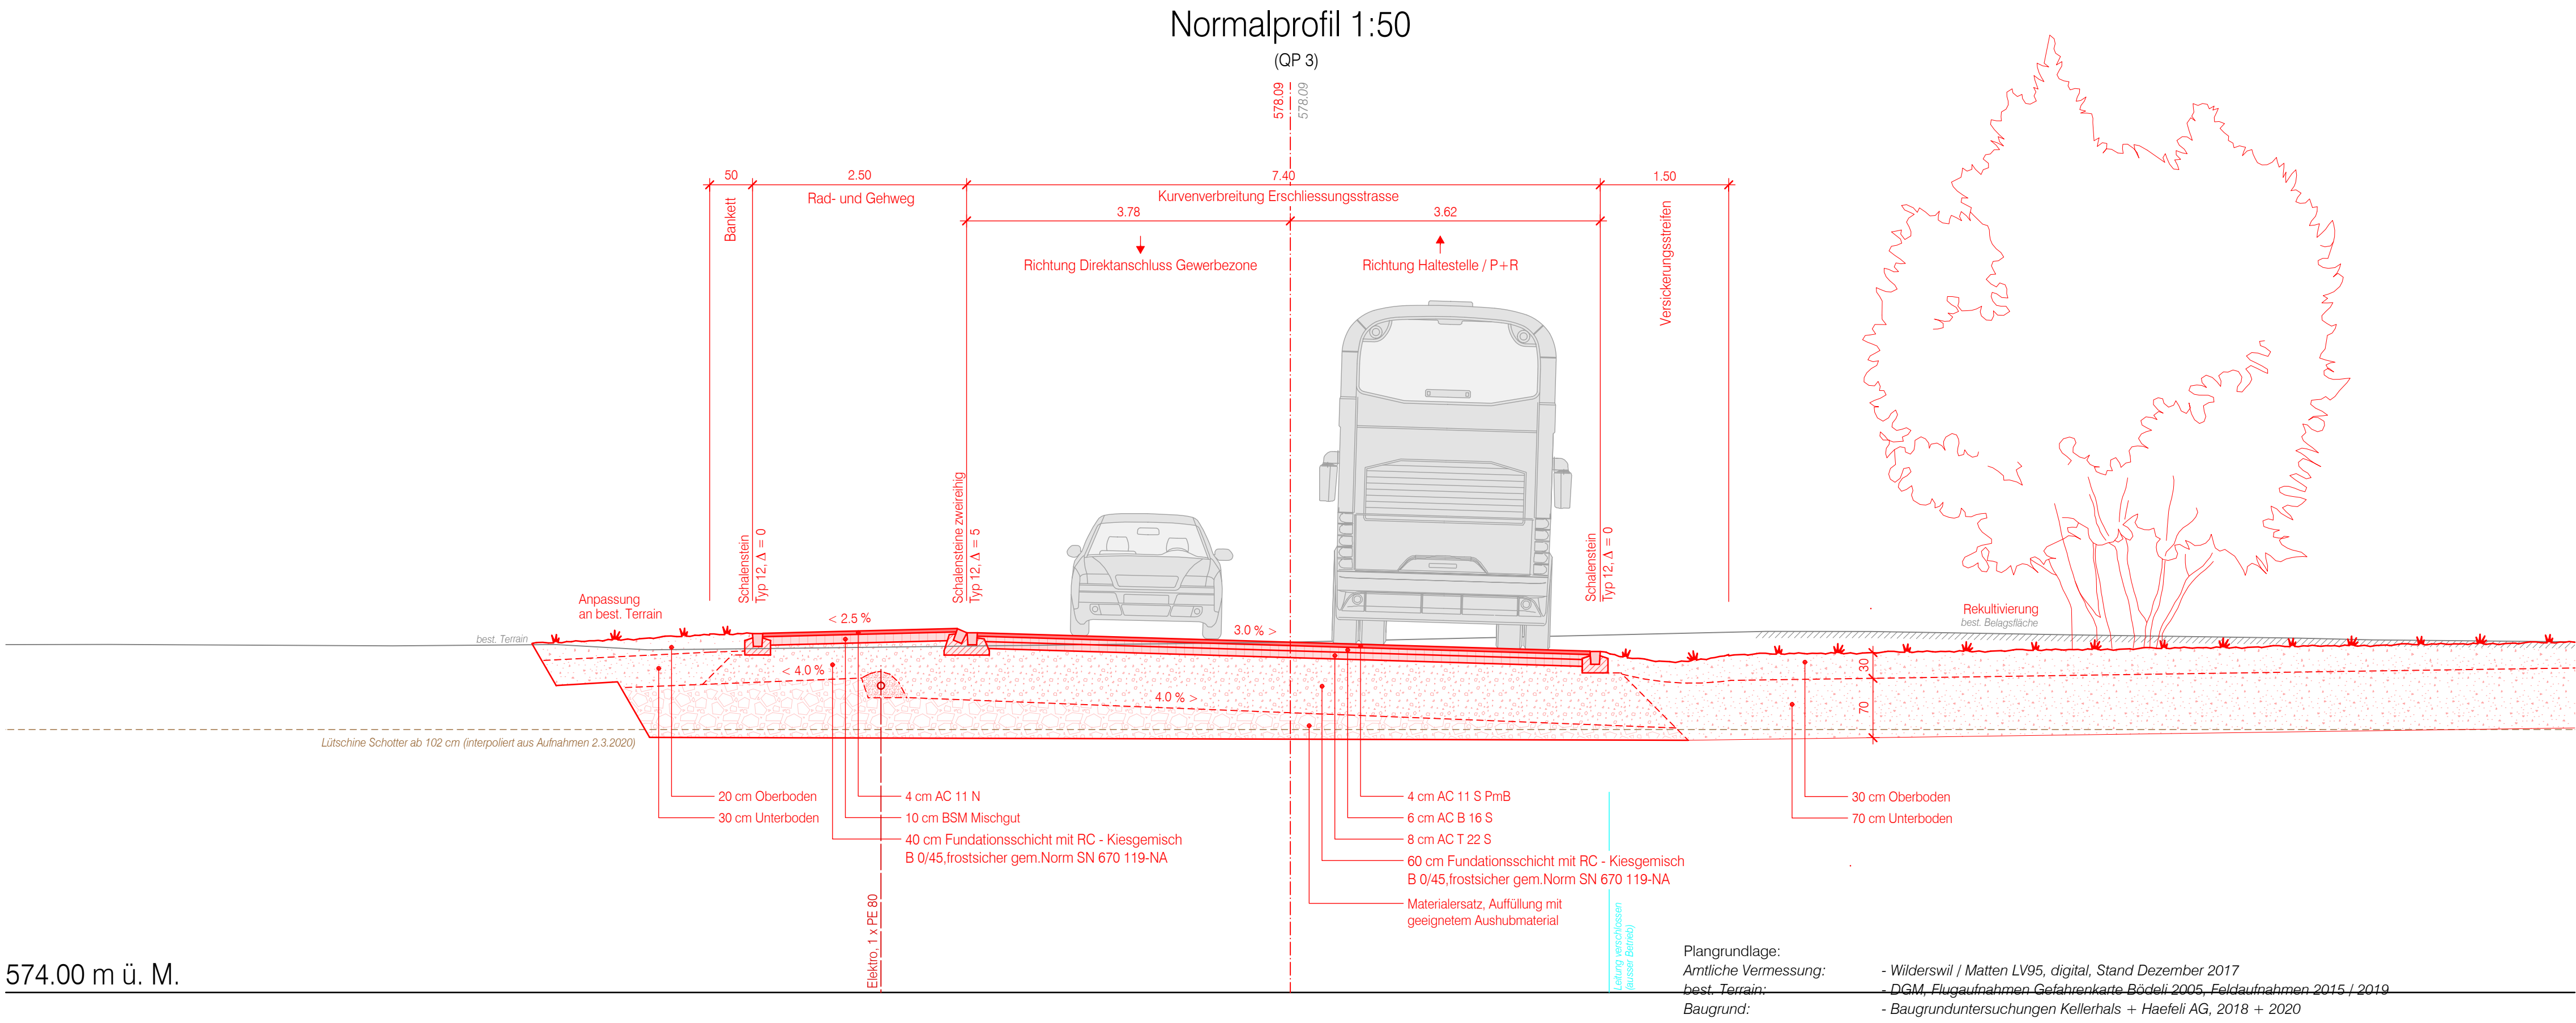 Normalprofil 1:50
(QP 3)
578.09
578.09
50
2.50
7.40
1.50
Bankett
Rad- und Gehweg
Kurvenverbreitung Erschliessungsstrasse
Versickerungsstreifen
3.78
3.62
Richtung Direktanschluss Gewerbezone
Richtung Haltestelle / P+R
Schalenstein
Typ 12, Δ = 0
Schalensteine zweireihig
Typ 12, Δ = 5
Schalenstein
Typ 12, Δ = 0
Anpassung
an best. Terrain
best. Terrain
< 2.5 %
3.0 % >
Rekultivierung
best. Belagsfläche
< 4.0 %
4.0 % >
30
70
Lütschine Schotter ab 102 cm (interpoliert aus Aufnahmen 2.3.2020)
20 cm Oberboden
30 cm Unterboden
4 cm AC 11 N
10 cm BSM Mischgut
40 cm Fundationsschicht mit RC - Kiesgemisch
B 0/45,frostsicher gem.Norm SN 670 119-NA
4 cm AC 11 S PmB
6 cm AC B 16 S
8 cm AC T 22 S
60 cm Fundationsschicht mit RC - Kiesgemisch
B 0/45,frostsicher gem.Norm SN 670 119-NA
Materialersatz, Auffüllung mit
geeignetem Aushubmaterial
30 cm Oberboden
70 cm Unterboden
Elektro, 1 x PE 80
Leitung verschlossen
(ausser Betrieb)
574.00 m ü. M.
Plangrundlage:
Amtliche Vermessung: - Wilderswil / Matten LV95, digital, Stand Dezember 2017
best. Terrain: - DGM, Flugaufnahmen Gefahrenkarte Bödeli 2005, Feldaufnahmen 2015 / 2019
Baugrund: - Baugrunduntersuchungen Kellerhals + Haefeli AG, 2018 + 2020